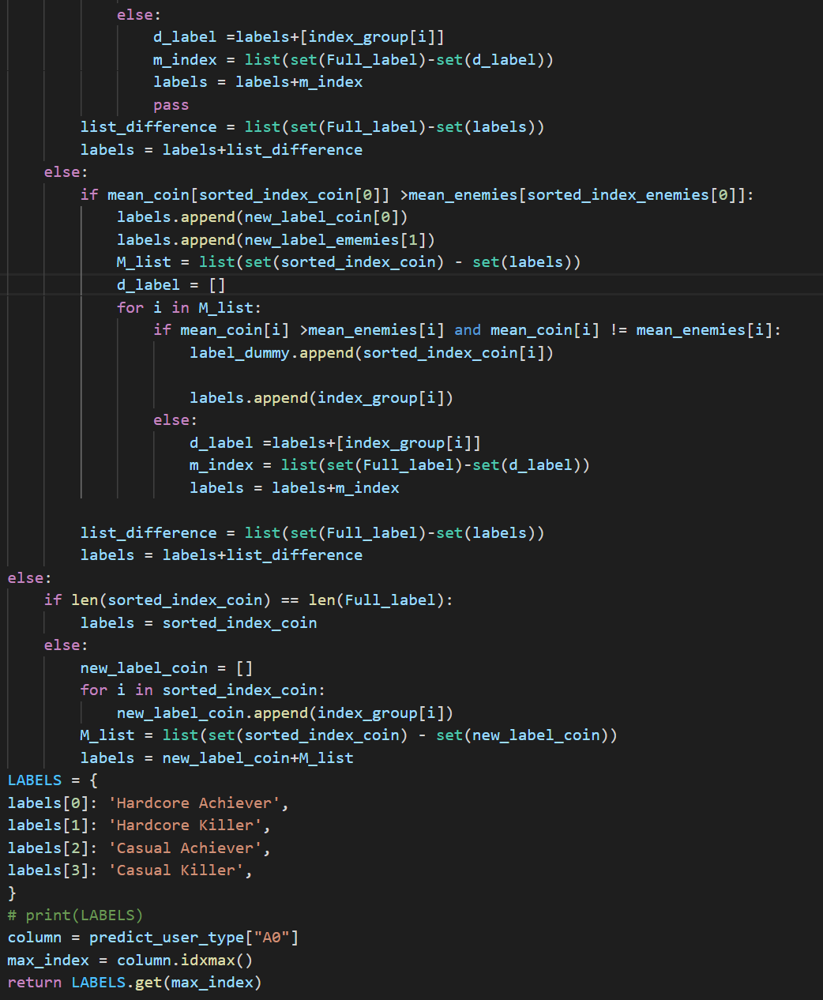 else:
d_label =labels+[index_group[i]]
m_index = list(set(Full_label)-set(d_label))
labels = labels+m_index
pass
list_difference = list(set(Full_label)-set(labels))
labels = labels+list_difference
else:
if mean_coin[sorted_index_coin[0]] >mean_enemies[sorted_index_enemies[0]]:
labels.append(new_label_coin[0])
labels.append(new_label_ememies[1])
M_list = list(set(sorted_index_coin) - set(labels))
d_label = []
for i in M_list:
if mean_coin[i] >mean_enemies[i] and mean_coin[i] != mean_enemies[i]:
label_dummy.append(sorted_index_coin[i])
labels.append(index_group[i])
else:
d_label =labels+[index_group[i]]
m_index = list(set(Full_label)-set(d_label))
labels = labels+m_index
list_difference = list(set(Full_label)-set(labels))
labels = labels+list_difference
else:
if len(sorted_index_coin) == len(Full_label):
labels = sorted_index_coin
else:
new_label_coin = []
for i in sorted_index_coin:
new_label_coin.append(index_group[i])
M_list = list(set(sorted_index_coin) - set(new_label_coin))
labels = new_label_coin+M_list
LABELS = {
labels[0]: 'Hardcore Achiever',
labels[1]: 'Hardcore Killer',
labels[2]: 'Casual Achiever',
labels[3]: 'Casual Killer',
}
# print(LABELS)
column = predict_user_type["A0"]
max_index = column.idxmax()
return LABELS.get(max_index)